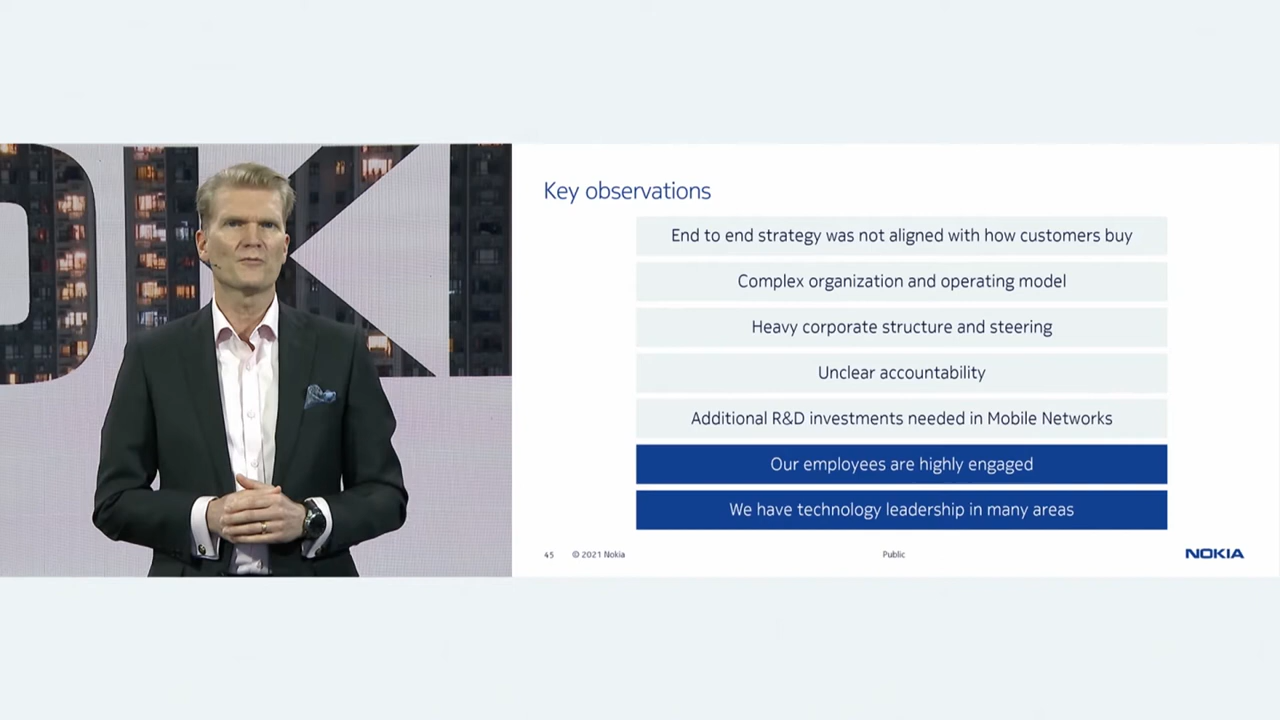 OKI
Key observations
End to end strategy was not aligned with how customers buy
Complex organization and operating model
Heavy corporate structure and steering
Unclear accountability
Additional R&D investments needed in Mobile Networks
Our employees are highly engaged
We have technology leadership in many areas
45 © 2021 Nokia Public NOKIA